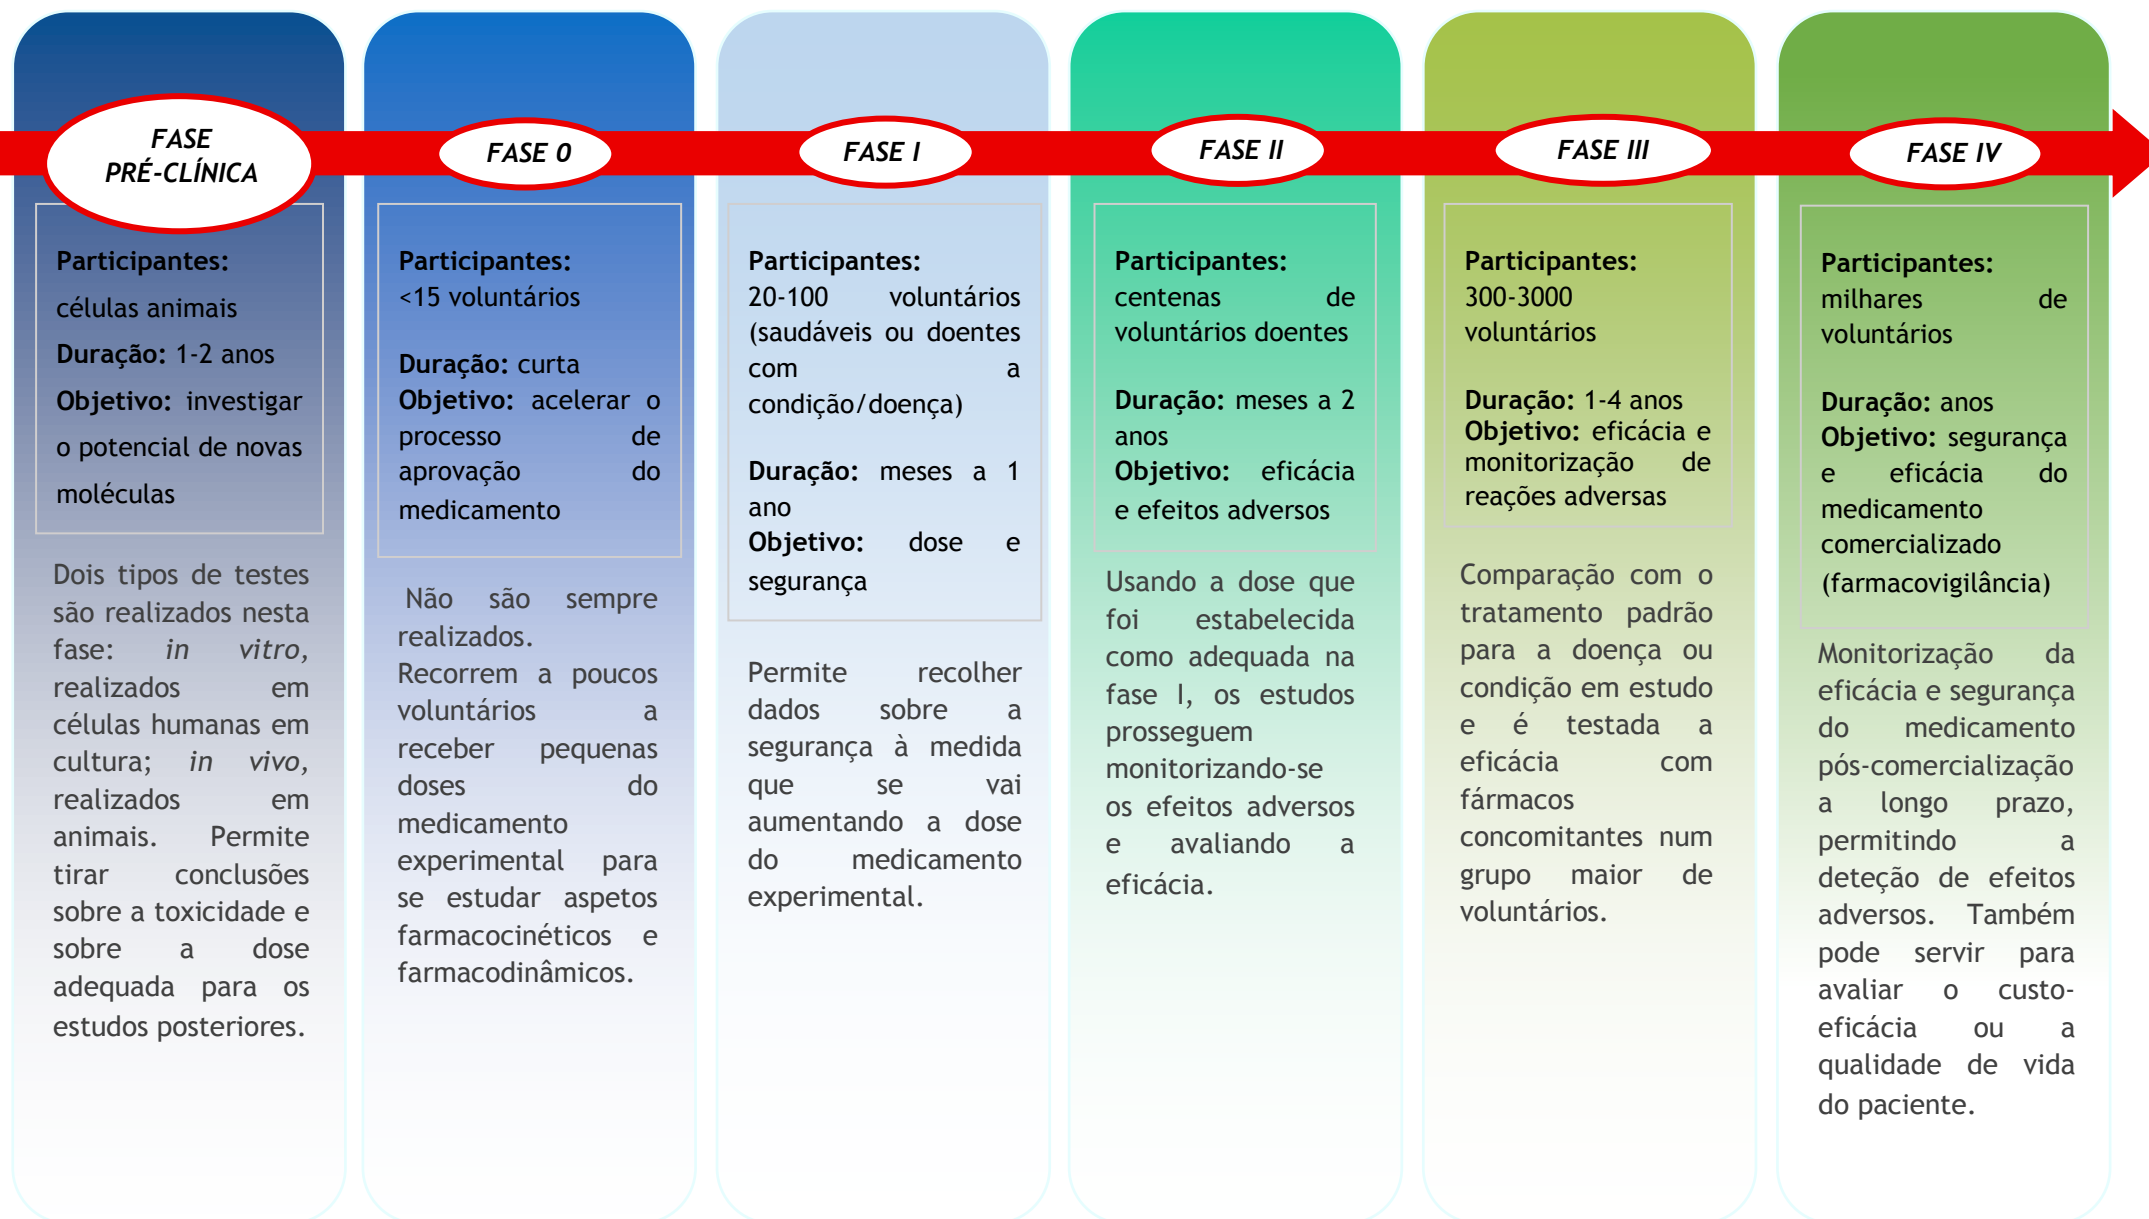 FASE
PRÉ-CLÍNICA
Participantes:
células animais
Duração: 1-2 anos
Objetivo: investigar
o potencial de novas
moléculas
Dois tipos de testes
são realizados nesta
fase: in vitro,
realizados em
células humanas em
cultura; in vivo,
realizados em
animais. Permite
tirar conclusões
sobre a toxicidade e
sobre a dose
adequada para os
estudos posteriores.
FASE 0
Participantes:
<15 voluntários
Duração: curta
Objetivo: acelerar o
processo de
aprovação do
medicamento
Não são sempre
realizados.
Recorrem a poucos
voluntários a
receber pequenas
doses do
medicamento
experimental para
se estudar aspetos
farmacocinéticos e
farmacodinâmicos.
FASE I
Participantes:
20-100 voluntários
(saudáveis ou doentes
com a
condição/doença)
Duração: meses a 1
ano
Objetivo: dose e
segurança
Permite recolher
dados sobre a
segurança à medida
que se vai
aumentando a dose
do medicamento
experimental.
FASE II
Participantes:
centenas de
voluntários doentes
Duração: meses a 2
anos
Objetivo: eficácia
e efeitos adversos
Usando a dose que
foi estabelecida
como adequada na
fase I, os estudos
prosseguem
monitorizando-se
os efeitos adversos
e avaliando a
eficácia.
FASE III
Participantes:
300-3000
voluntários
Duração: 1-4 anos
Objetivo: eficácia e
monitorização de
reações adversas
Comparação com o
tratamento padrão
para a doença ou
condição em estudo
e é testada a
eficácia com
fármacos
concomitantes num
grupo maior de
voluntários.
FASE IV
Participantes:
milhares de
voluntários
Duração: anos
Objetivo: segurança
e eficácia do
medicamento
comercializado
(farmacovigilância)
Monitorização da
eficácia e segurança
do medicamento
pós-comercialização
a longo prazo,
permitindo a
deteção de efeitos
adversos. Também
pode servir para
avaliar o custo-
eficácia ou a
qualidade de vida
do paciente.